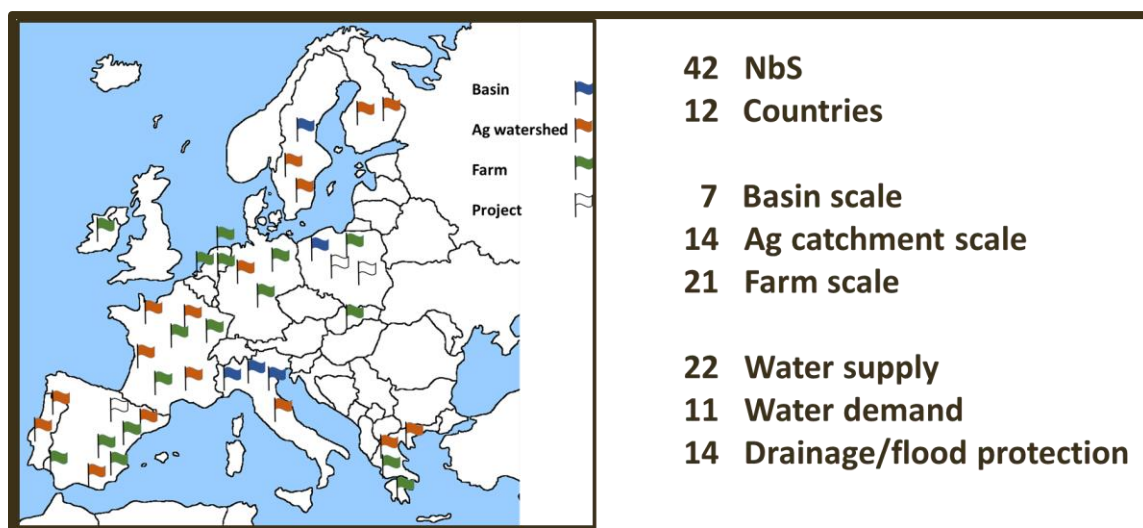 Basin
Ag watershed
Farm
Project
42 NbS
12 Countries
7 Basin scale
14 Ag catchment scale
21 Farm scale
22 Water supply
11 Water demand
14 Drainage/flood protection